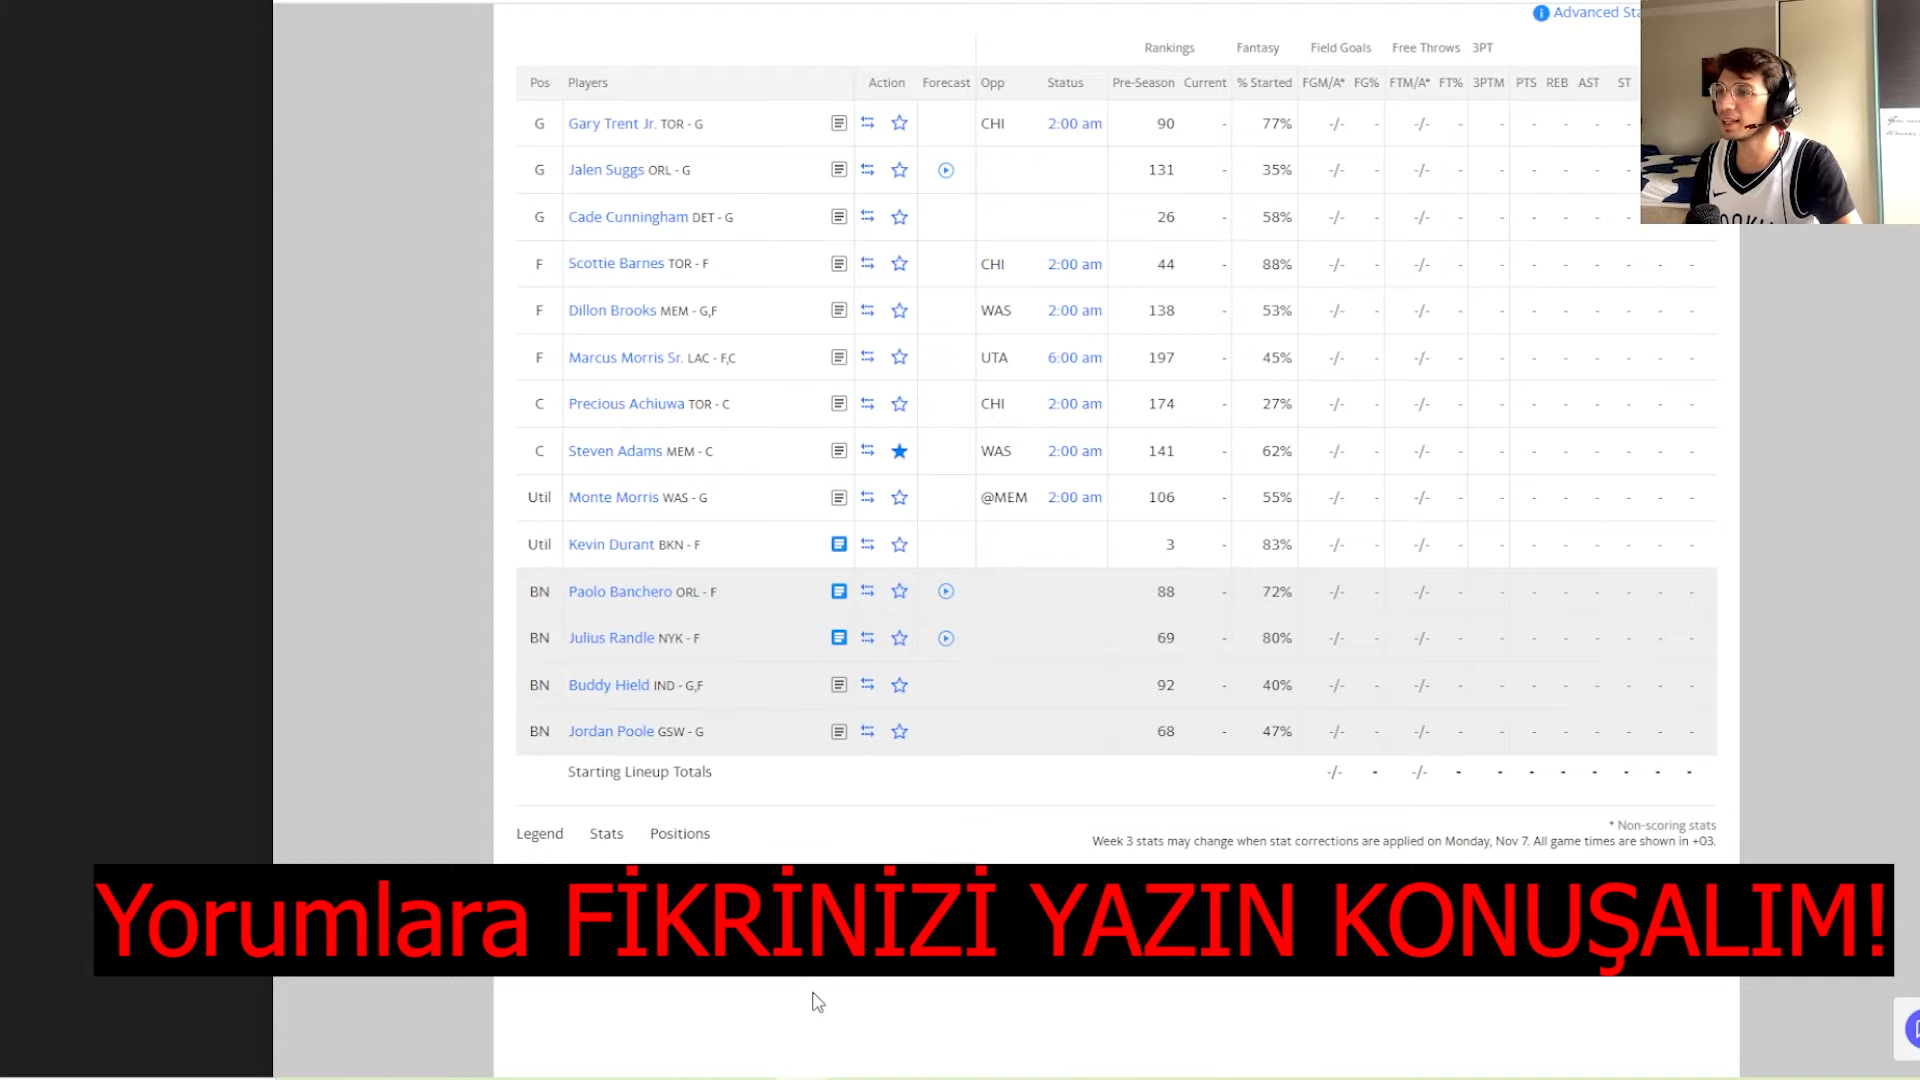 Advanced Sta
Rankings Fantasy Field Goals Free Throws 3PT
Pos Players Action Forecast Opp Status Pre-Season Current % Started FGM/A* FG% FTM/A* FT% 3PTM PTS REB AST ST
G Gary Trent Jr. TOR - G CHI 2:00 am 90 - 77% -/- - -/- - - - - - - - -
G Jalen Suggs ORL - G 131 - 35% -/- - -/- - - - - - - - -
G Cade Cunningham DET - G 26 - 58% -/- - -/- - - - - - - - -
F Scottie Barnes TOR - F CHI 2:00 am 44 - 88% -/- - -/- - - - - - - - -
F Dillon Brooks MEM - G,F WAS 2:00 am 138 - 53% -/- - -/- - - - - - - - -
F Marcus Morris Sr. LAC - F,C UTA 6:00 am 197 - 45% -/- - -/- - - - - - - - -
C Precious Achiuwa TOR - C CHI 2:00 am 174 - 27% -/- - -/- - - - - - - - -
C Steven Adams MEM - C WAS 2:00 am 141 - 62% -/- - -/- - - - - - - - -
Util Monte Morris WAS - G @MEM 2:00 am 106 - 55% -/- - -/- - - - - - - - -
Util Kevin Durant BKN - F 3 - 83% -/- - -/- - - - - - - - -
BN Paolo Banchero ORL - F 88 - 72% -/- - -/- - - - - - - - -
BN Julius Randle NYK - F 69 - 80% -/- - -/- - - - - - - - -
BN Buddy Hield IND - G,F 92 - 40% -/- - -/- - - - - - - - -
BN Jordan Poole GSW - G 68 - 47% -/- - -/- - - - - - - - -
Starting Lineup Totals -/- - -/- - - - - - - - -
Legend Stats Positions
* Non-scoring stats
Week 3 stats may change when stat corrections are applied on Monday, Nov 7. All game times are shown in +03.
Yorumlara FİKRİNİZİ YAZIN KONUŞALIM!